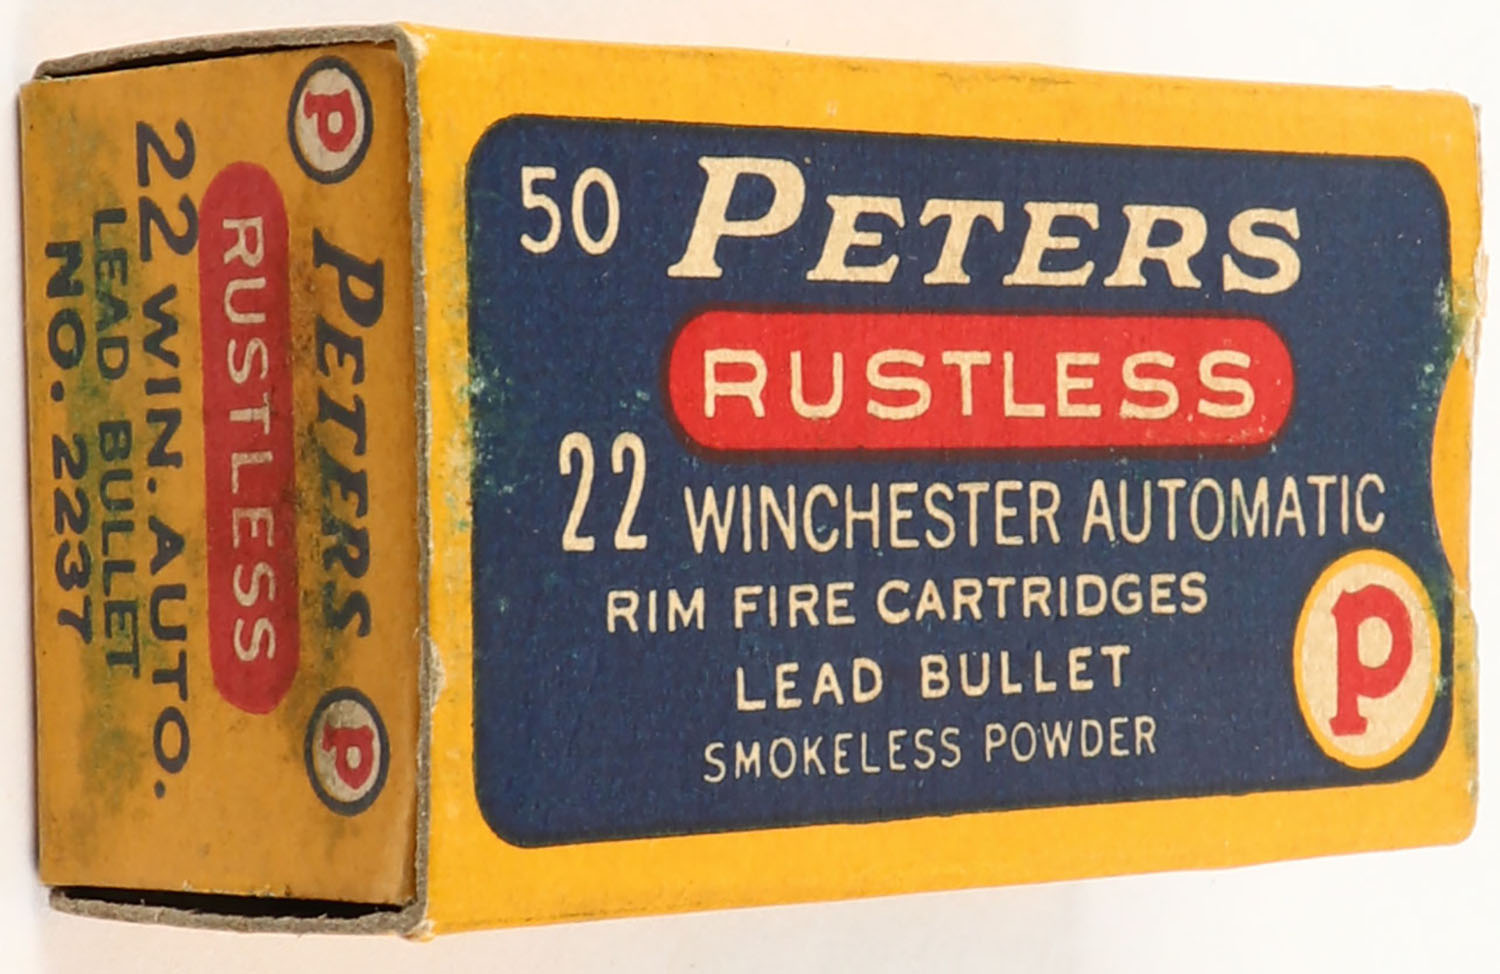 50 PETERS
RUSTLESS
22 WINCHESTER AUTOMATIC
RIM FIRE CARTRIDGES
LEAD BULLET
SMOKELESS POWDER
P
P PETERS P
RUSTLESS
22 WIN. AUTO.
LEAD BULLET
NO. 2237